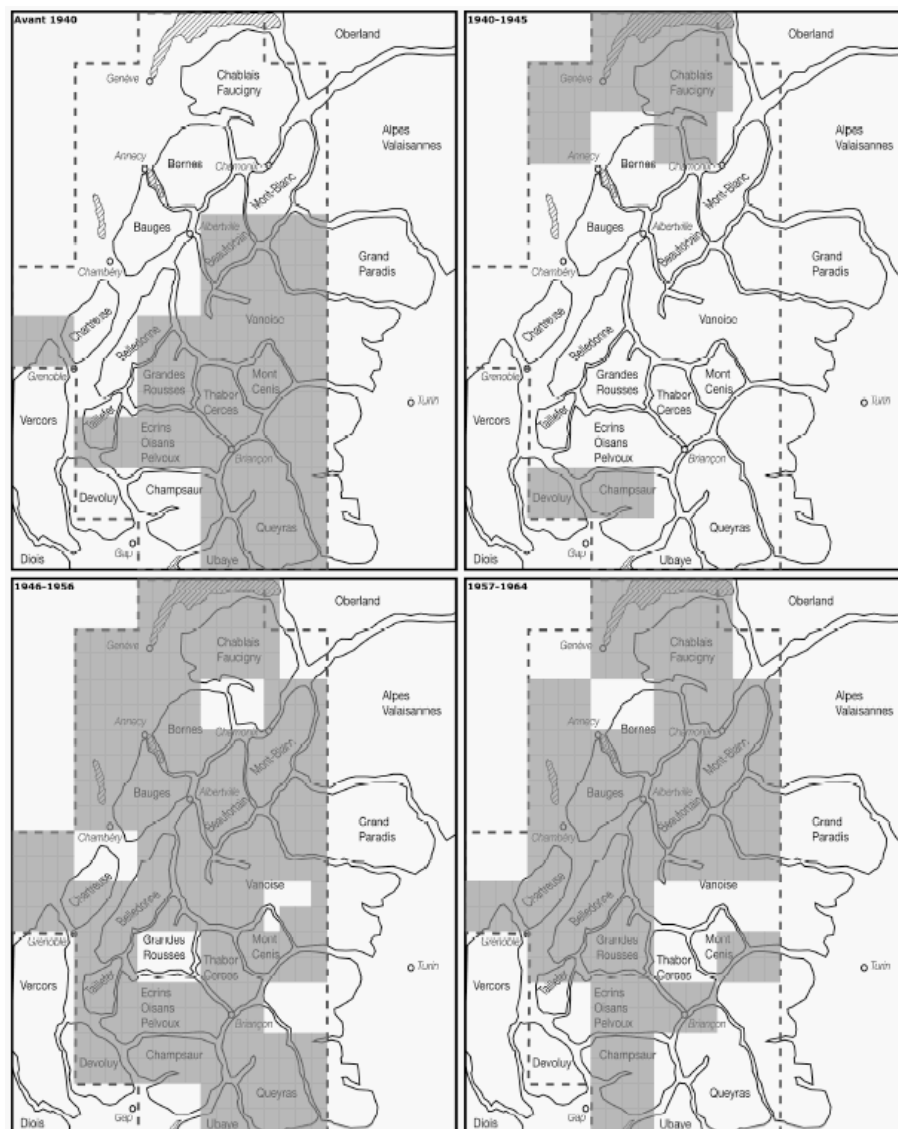 Avant 1940
Oberland
Genève
Chablais
Faucigny
Alpes
Valaisannes
Annecy
Bornes
Chamonix
Mont-Blanc
Bauges
Albertville
Beaufortain
Grand
Paradis
Chambéry
Chartreuse
Vanoise
Belledonne
Grenoble
Grandes
Rousses
Mont
Cenis
Thabor
Cerces
Turin
Vercors
Taillefer
Ecrins
Oisans
Pelvoux
Briançon
Devoluy
Champsaur
Queyras
Gap
Diois
Ubaye
1940-1945
Oberland
Genève
Chablais
Faucigny
Alpes
Valaisannes
Annecy
Bornes
Chamonix
Mont-Blanc
Bauges
Albertville
Beaufortain
Grand
Paradis
Chambéry
Chartreuse
Vanoise
Belledonne
Grenoble
Grandes
Rousses
Mont
Cenis
Thabor
Cerces
Turin
Vercors
Taillefer
Ecrins
Oisans
Pelvoux
Briançon
Devoluy
Champsaur
Queyras
Gap
Diois
Ubaye
1946-1956
Oberland
Genève
Chablais
Faucigny
Alpes
Valaisannes
Annecy
Bornes
Chamonix
Mont-Blanc
Bauges
Albertville
Beaufortain
Grand
Paradis
Chambéry
Chartreuse
Vanoise
Belledonne
Grenoble
Grandes
Rousses
Mont
Cenis
Thabor
Cerces
Turin
Vercors
Taillefer
Ecrins
Oisans
Pelvoux
Briançon
Devoluy
Champsaur
Queyras
Gap
Diois
Ubaye
1957-1964
Oberland
Genève
Chablais
Faucigny
Alpes
Valaisannes
Annecy
Bornes
Chamonix
Mont-Blanc
Bauges
Albertville
Beaufortain
Grand
Paradis
Chambéry
Chartreuse
Vanoise
Belledonne
Grenoble
Grandes
Rousses
Mont
Cenis
Thabor
Cerces
Turin
Vercors
Taillefer
Ecrins
Oisans
Pelvoux
Briançon
Devoluy
Champsaur
Queyras
Gap
Diois
Ubaye